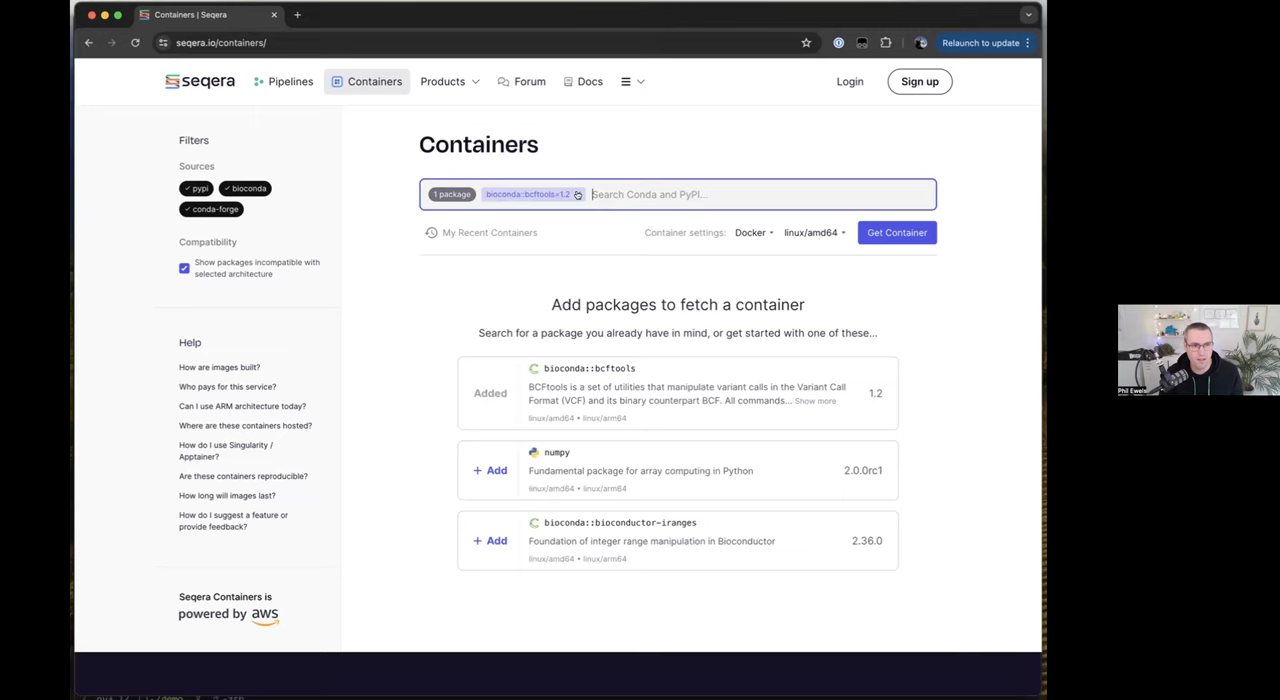 Containers | Seqera
seqera.io/containers/
Relaunch to update
seqera
Pipelines
Containers
Products
Forum
Docs
Login
Sign up
Filters
Sources
pypi
bioconda
conda-forge
Compatibility
Show packages incompatible with
selected architecture
Help
How are images built?
Who pays for this service?
Can I use ARM architecture today?
Where are these containers hosted?
How do I use Singularity /
Apptainer?
Are these containers reproducible?
How long will images last?
How do I suggest a feature or
provide feedback?
Seqera Containers is
powered by aws
Containers
1 package
bioconda::bcftools=1.2
Search Conda and PyPI...
My Recent Containers
Container settings:
Docker
linux/amd64
Get Container
Add packages to fetch a container
Search for a package you already have in mind, or get started with one of these...
bioconda::bcftools
Added
BCFtools is a set of utilities that manipulate variant calls in the Variant Call
Format (VCF) and its binary counterpart BCF. All commands... Show more
1.2
linux/amd64 • linux/arm64
numpy
+ Add
Fundamental package for array computing in Python
2.0.0rc1
linux/amd64 • linux/arm64
bioconda::bioconductor-iranges
+ Add
Foundation of integer range manipulation in Bioconductor
2.36.0
linux/amd64 • linux/arm64
Phil Ewels